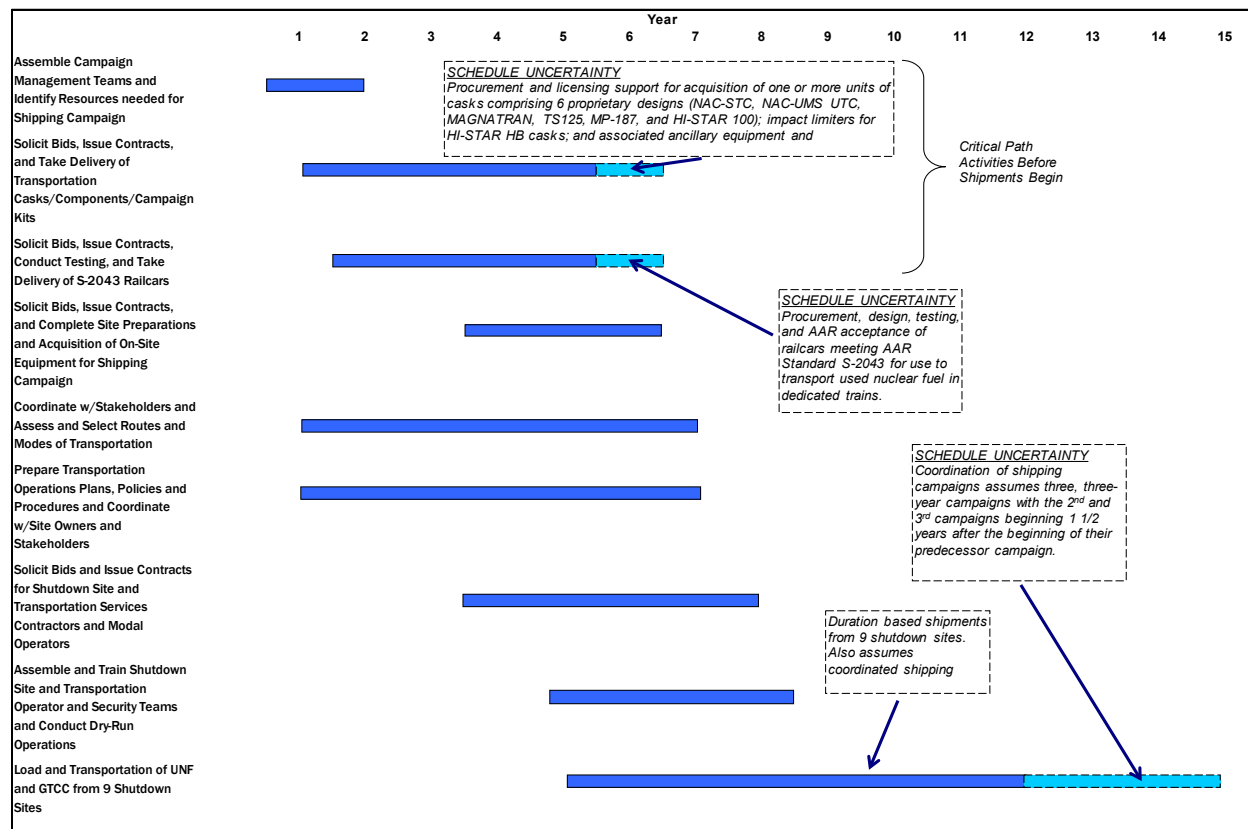 Year
1 2 3 4 5 6 7 8 9 10 11 12 13 14 15
Assemble Campaign
Management Teams and
Identify Resources needed for
Shipping Campaign
SCHEDULE UNCERTAINTY
Procurement and licensing support for acquisition of one or more units of
casks comprising 6 proprietary designs (NAC-STC, NAC-UMS UTC,
MAGNATRAN, TS125, MP-187, and HI-STAR 100); impact limiters for
HI-STAR HB casks; and associated ancillary equipment and
Critical Path
Activities Before
Shipments Begin
Solicit Bids, Issue Contracts,
and Take Delivery of
Transportation
Casks/Components/Campaign
Kits
Solicit Bids, Issue Contracts,
Conduct Testing, and Take
Delivery of S-2043 Railcars
SCHEDULE UNCERTAINTY
Procurement, design, testing,
and AAR acceptance of
railcars meeting AAR
Standard S-2043 for use to
transport used nuclear fuel in
dedicated trains.
Solicit Bids, Issue Contracts,
and Complete Site Preparations
and Acquisition of On-Site
Equipment for Shipping
Campaign
Coordinate w/Stakeholders and
Assess and Select Routes and
Modes of Transportation
SCHEDULE UNCERTAINTY
Coordination of shipping
campaigns assumes three, three-
year campaigns with the 2nd and
3rd campaigns beginning 1 1/2
years after the beginning of their
predecessor campaign.
Prepare Transportation
Operations Plans, Policies and
Procedures and Coordinate
w/Site Owners and
Stakeholders
Solicit Bids and Issue Contracts
for Shutdown Site and
Transportation Services
Contractors and Modal
Operators
Duration based shipments
from 9 shutdown sites.
Also assumes
coordinated shipping
Assemble and Train Shutdown
Site and Transportation
Operator and Security Teams
and Conduct Dry-Run
Operations
Load and Transportation of UNF
and GTCC from 9 Shutdown
Sites